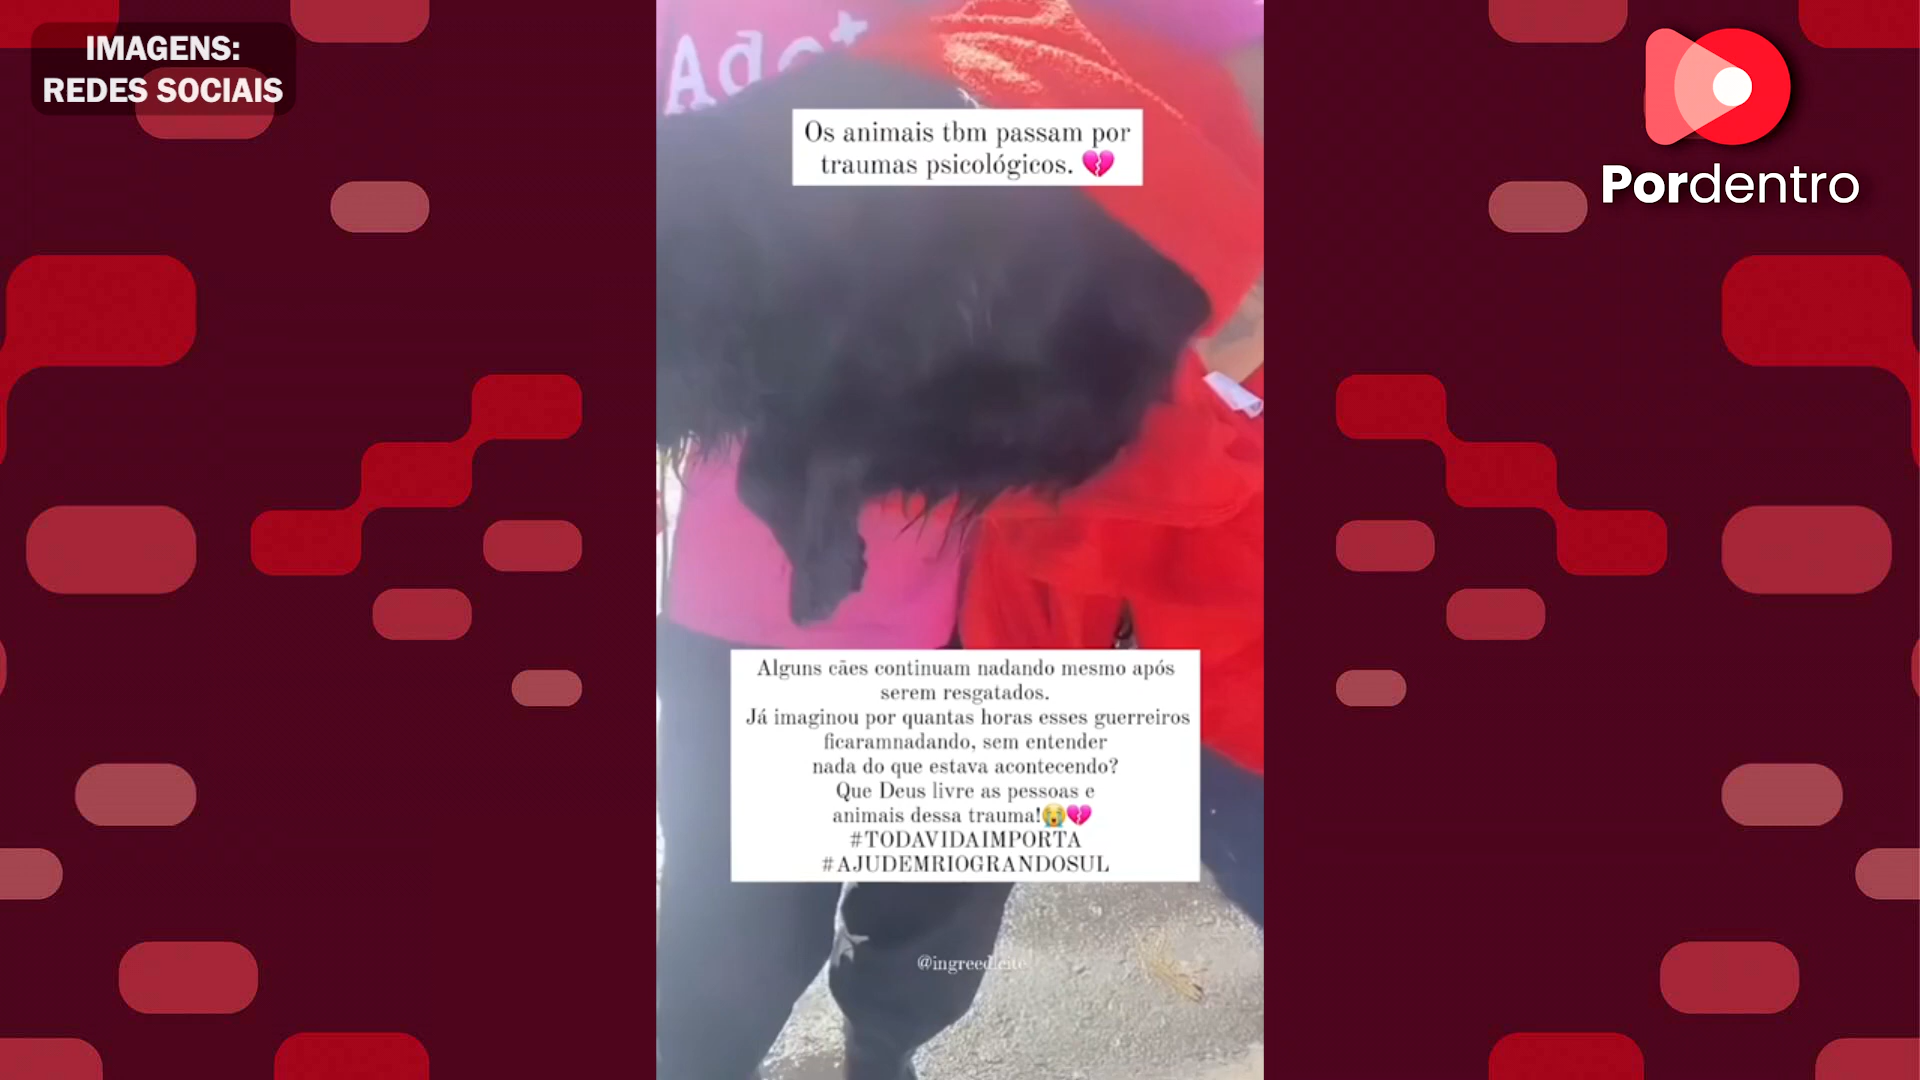 IMAGENS:
REDES SOCIAIS
Pordentro
Adot
Os animais tbm passam por
traumas psicológicos. 💔
Alguns cães continuam nadando mesmo após
serem resgatados.
Já imaginou por quantas horas esses guerreiros
ficaramnadando, sem entender
nada do que estava acontecendo?
Que Deus livre as pessoas e
animais dessa trauma!😭💔
#TODAVIDAIMPORTA
#AJUDEMRIOGRANDOSUL
@ingreedleite